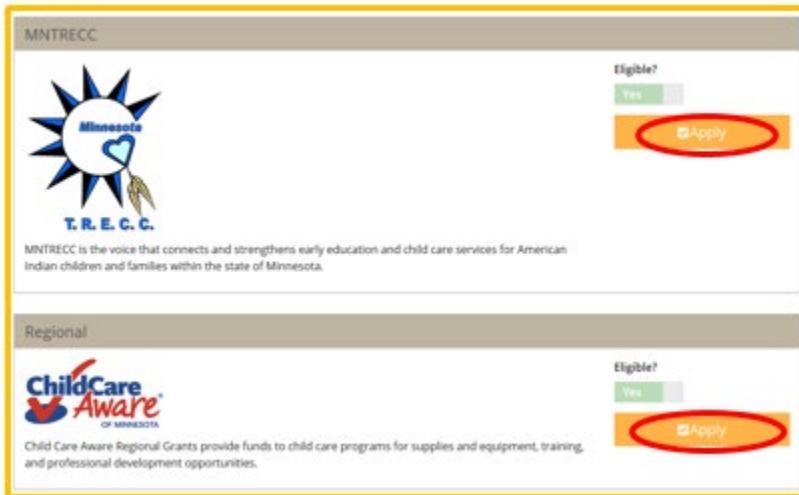 MNTRECC
Eligible?
Yes
Apply
Minnesota
T. R. E. C. C.
MNTRECC is the voice that connects and strengthens early education and child care services for American
Indian children and families within the state of Minnesota.
Regional
Eligible?
Yes
Apply
ChildCare
Aware
OF MINNESOTA
Child Care Aware Regional Grants provide funds to child care programs for supplies and equipment, training,
and professional development opportunities.